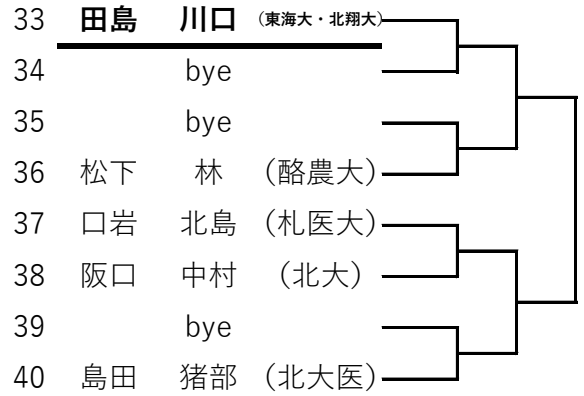 33 田島 川口 (東海大・北翔大)
34 bye
35 bye
36 松下 林 (酪農大)
37 口岩 北島 (札医大)
38 阪口 中村 (北大)
39 bye
40 島田 猪部 (北大医)